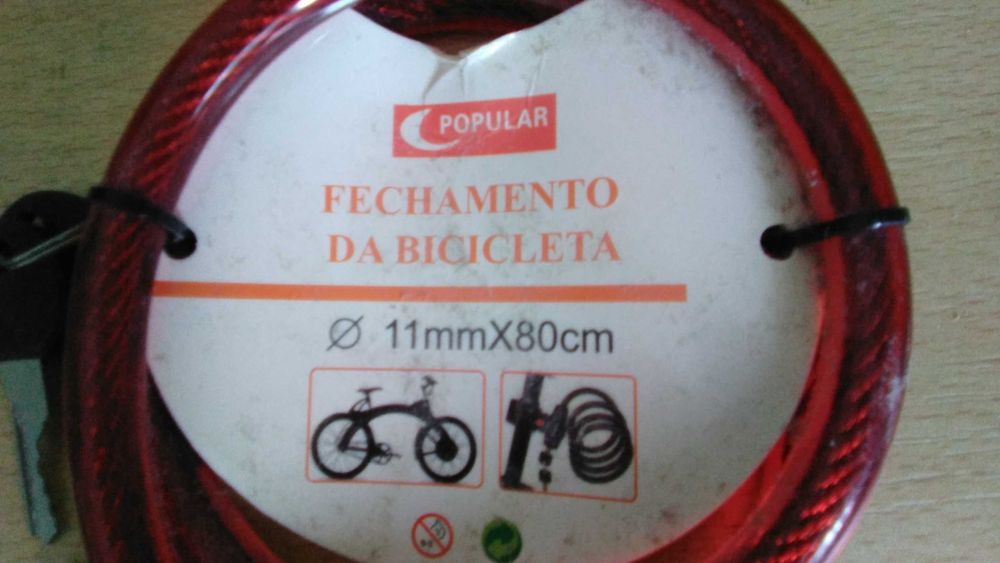 POPULAR
FECHAMENTO
DA BICICLETA
Ø 11mmX80cm